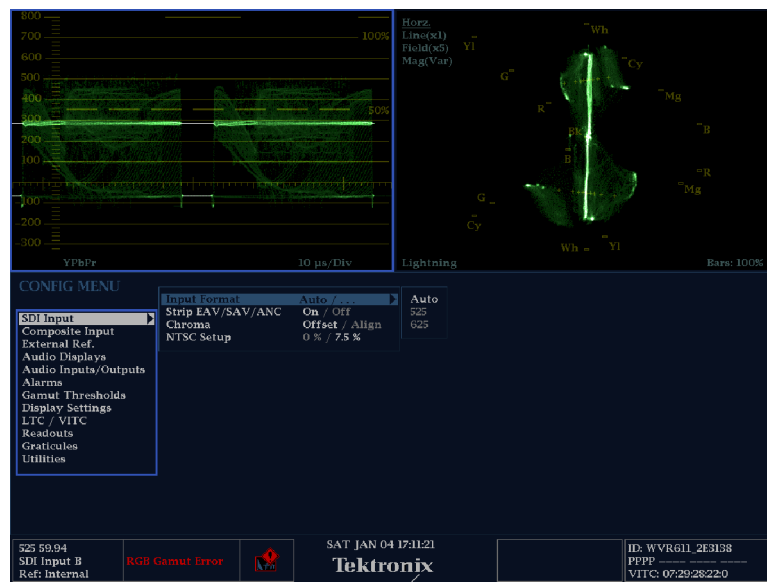 800
700
600
500
400
300
200
100
-100
-200
-300
100%
50%
YPbPr
10 µs/Div
Horz.
Line(x1)
Field(x5)
Mag(Var)
Wh
Yl
Cy
G
Mg
R
B
Bk
B
R
Mg
G
Cy
Wh
Yl
Lightning
Bars: 100%
CONFIG MENU
SDI Input
Composite Input
External Ref.
Audio Displays
Audio Inputs/Outputs
Alarms
Gamut Thresholds
Display Settings
LTC / VITC
Readouts
Graticules
Utilities
Input Format Auto / . . .
Strip EAV/SAV/ANC On / Off
Chroma Offset / Align
NTSC Setup 0 % / 7.5 %
Auto
525
625
525 59.94
SDI Input B
Ref: Internal
RGB Gamut Error
SAT JAN 04 17:11:21
Tektronix
ID: WVR611_2E3138
PPPP ---- ---- ----
VITC: 07:29:28:22:0